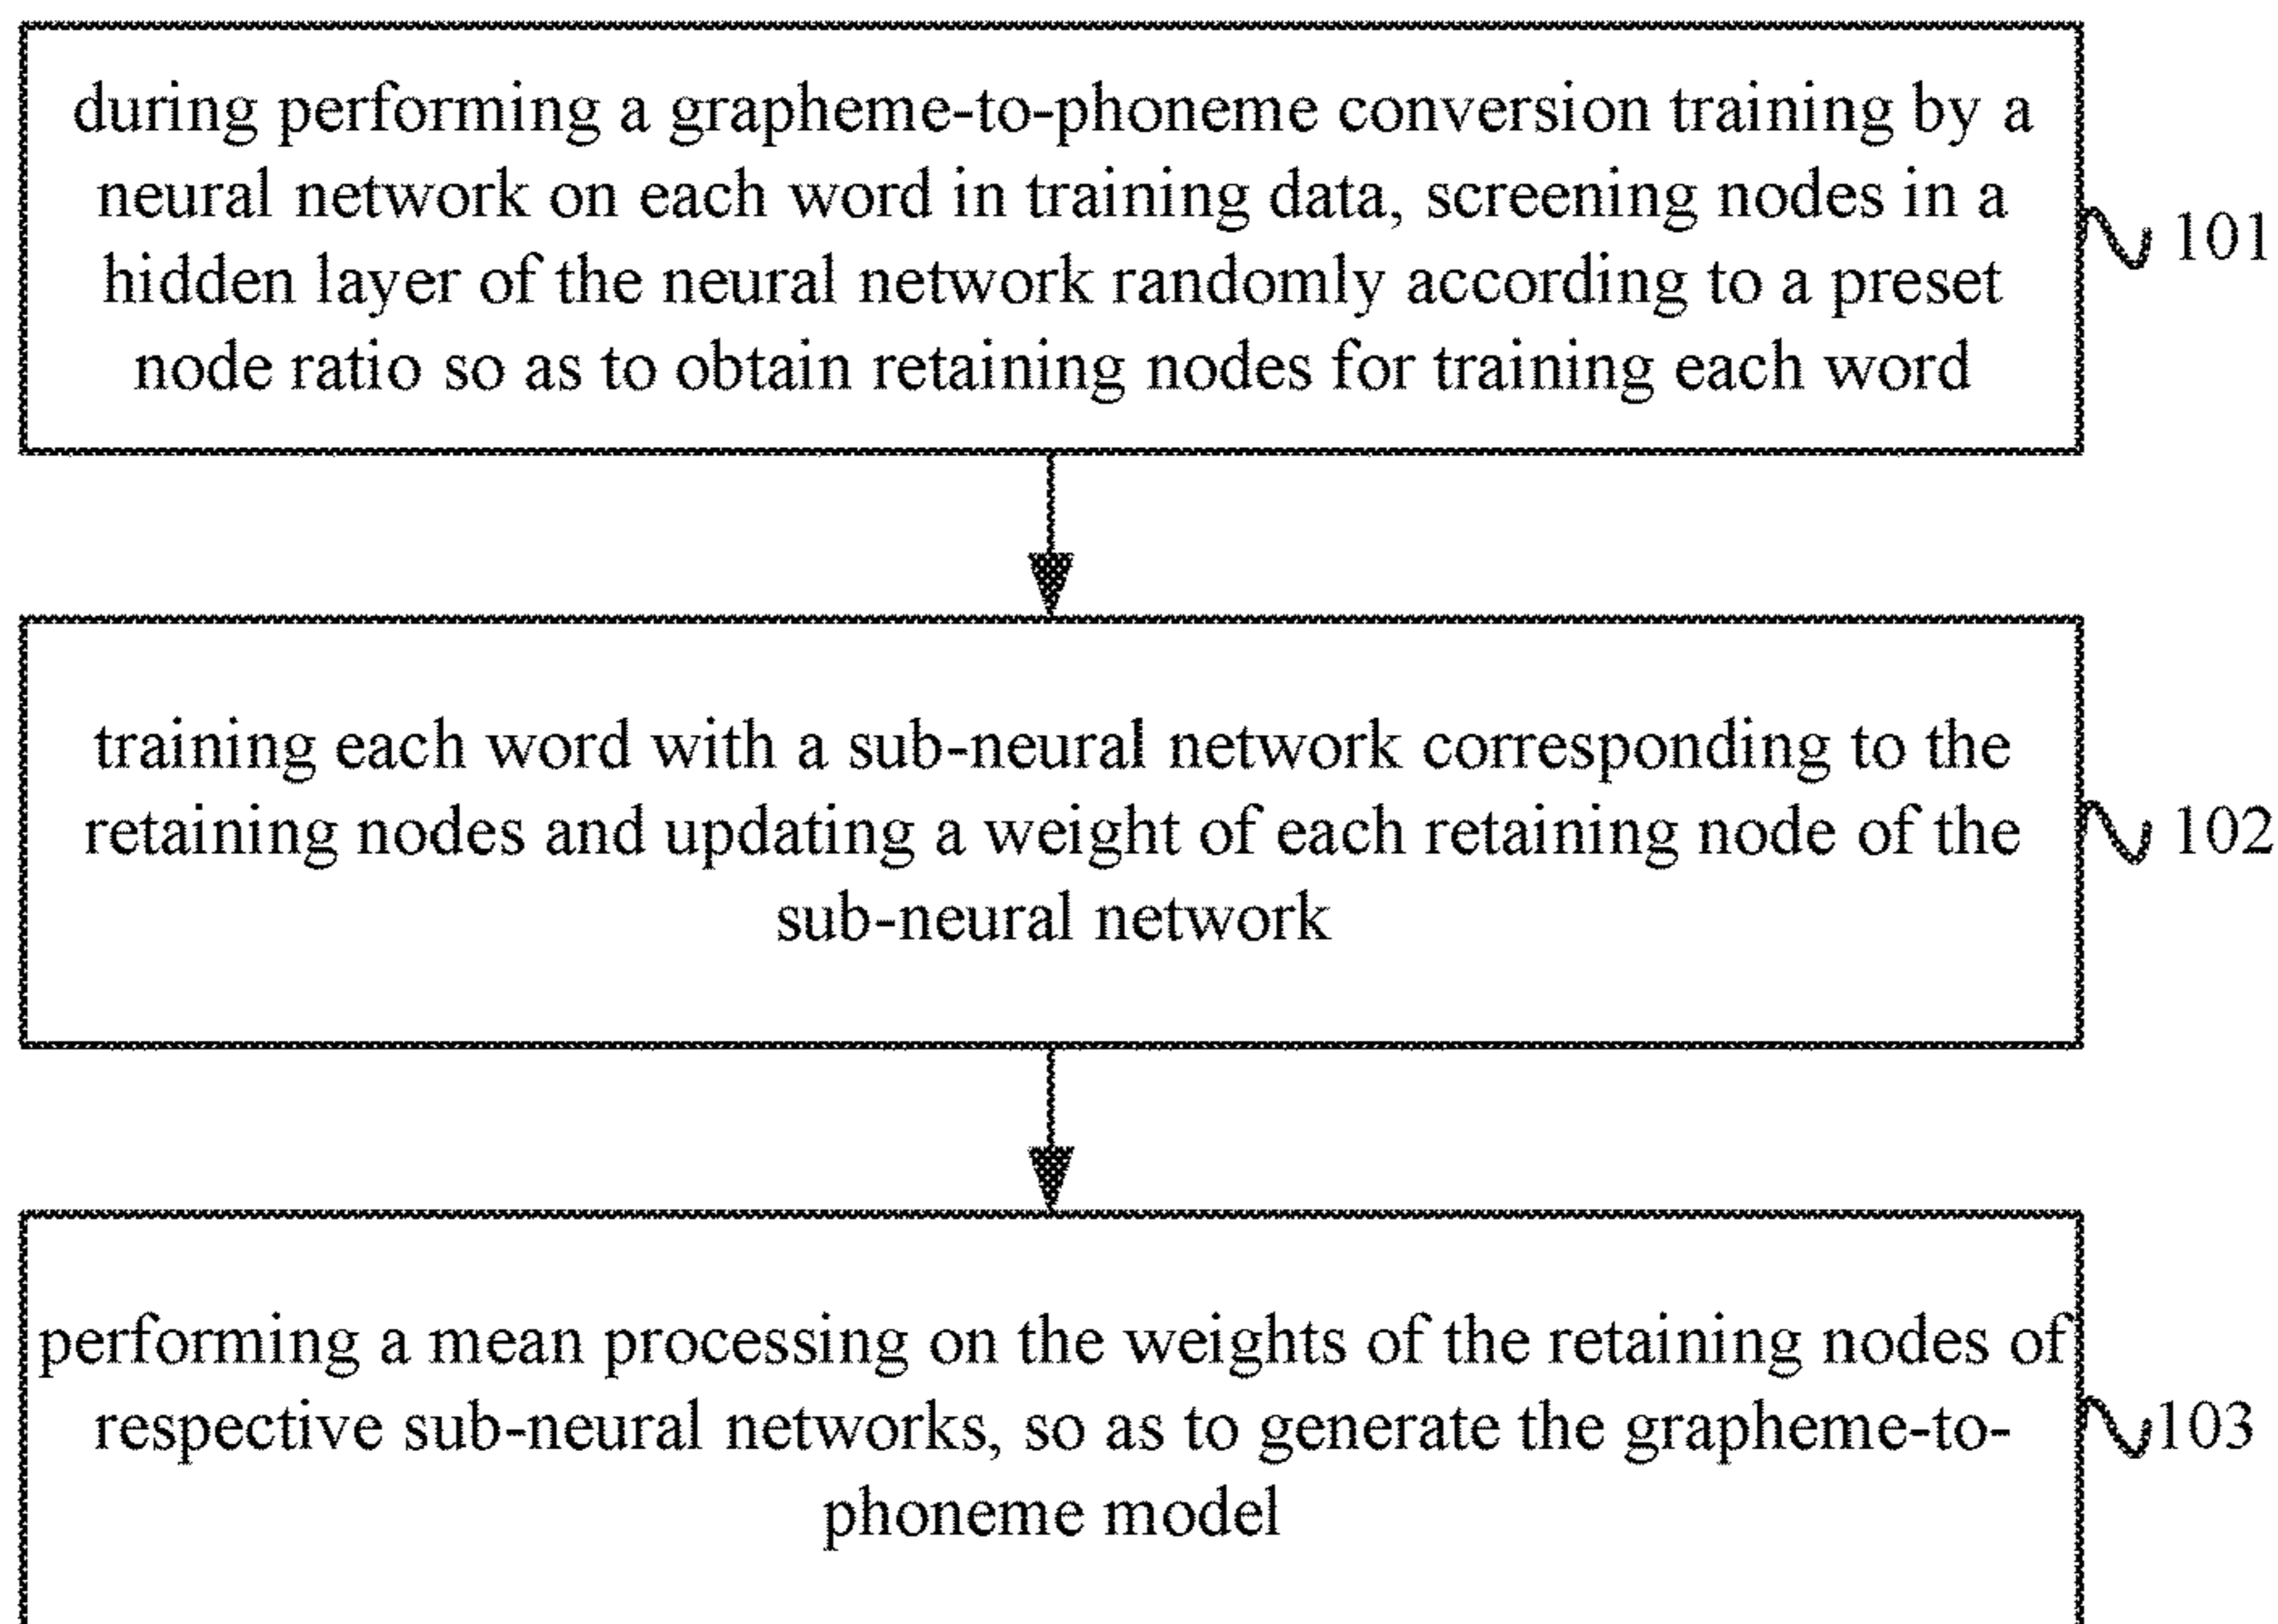 during performing a grapheme-to-phoneme conversion training by a
neural network on each word in training data, screening nodes in a
hidden layer of the neural network randomly according to a preset
node ratio so as to obtain retaining nodes for training each word
101
training each word with a sub-neural network corresponding to the
retaining nodes and updating a weight of each retaining node of the
sub-neural network
102
performing a mean processing on the weights of the retaining nodes of
respective sub-neural networks, so as to generate the grapheme-to-
phoneme model
103